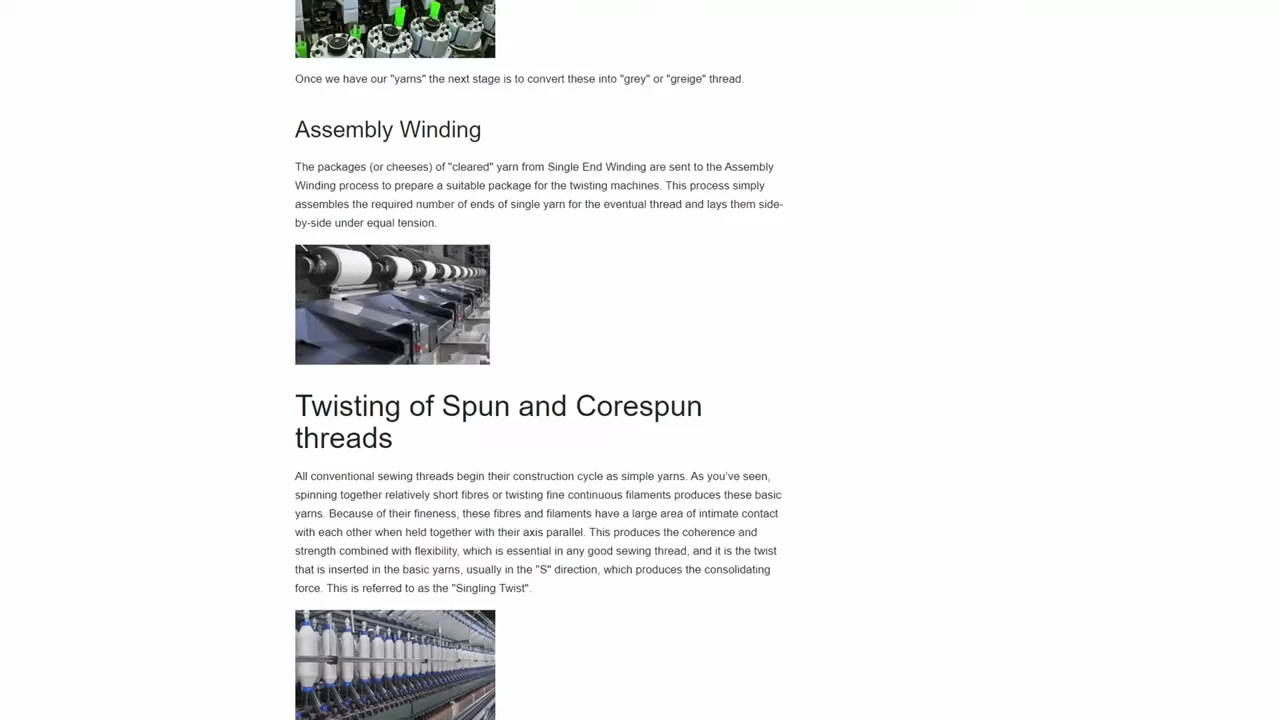 Once we have our "yarns" the next stage is to convert these into "grey" or "greige" thread.
Assembly Winding
The packages (or cheeses) of "cleared" yarn from Single End Winding are sent to the Assembly
Winding process to prepare a suitable package for the twisting machines. This process simply
assembles the required number of ends of single yarn for the eventual thread and lays them side-
by-side under equal tension.
Twisting of Spun and Corespun
threads
All conventional sewing threads begin their construction cycle as simple yarns. As you’ve seen,
spinning together relatively short fibres or twisting fine continuous filaments produces these basic
yarns. Because of their fineness, these fibres and filaments have a large area of intimate contact
with each other when held together with their axis parallel. This produces the coherence and
strength combined with flexibility, which is essential in any good sewing thread, and it is the twist
that is inserted in the basic yarns, usually in the "S" direction, which produces the consolidating
force. This is referred to as the "Singling Twist".